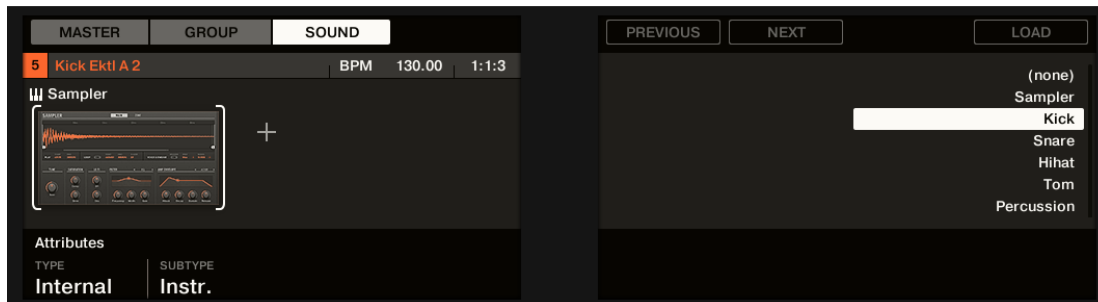 MASTER GROUP SOUND
5 Kick Ektl A 2 BPM 130.00 1:1:3
Sampler
SAMPLER
+
Attributes
TYPE SUBTYPE
Internal Instr.
PREVIOUS NEXT LOAD
(none)
Sampler
Kick
Snare
Hihat
Tom
Percussion